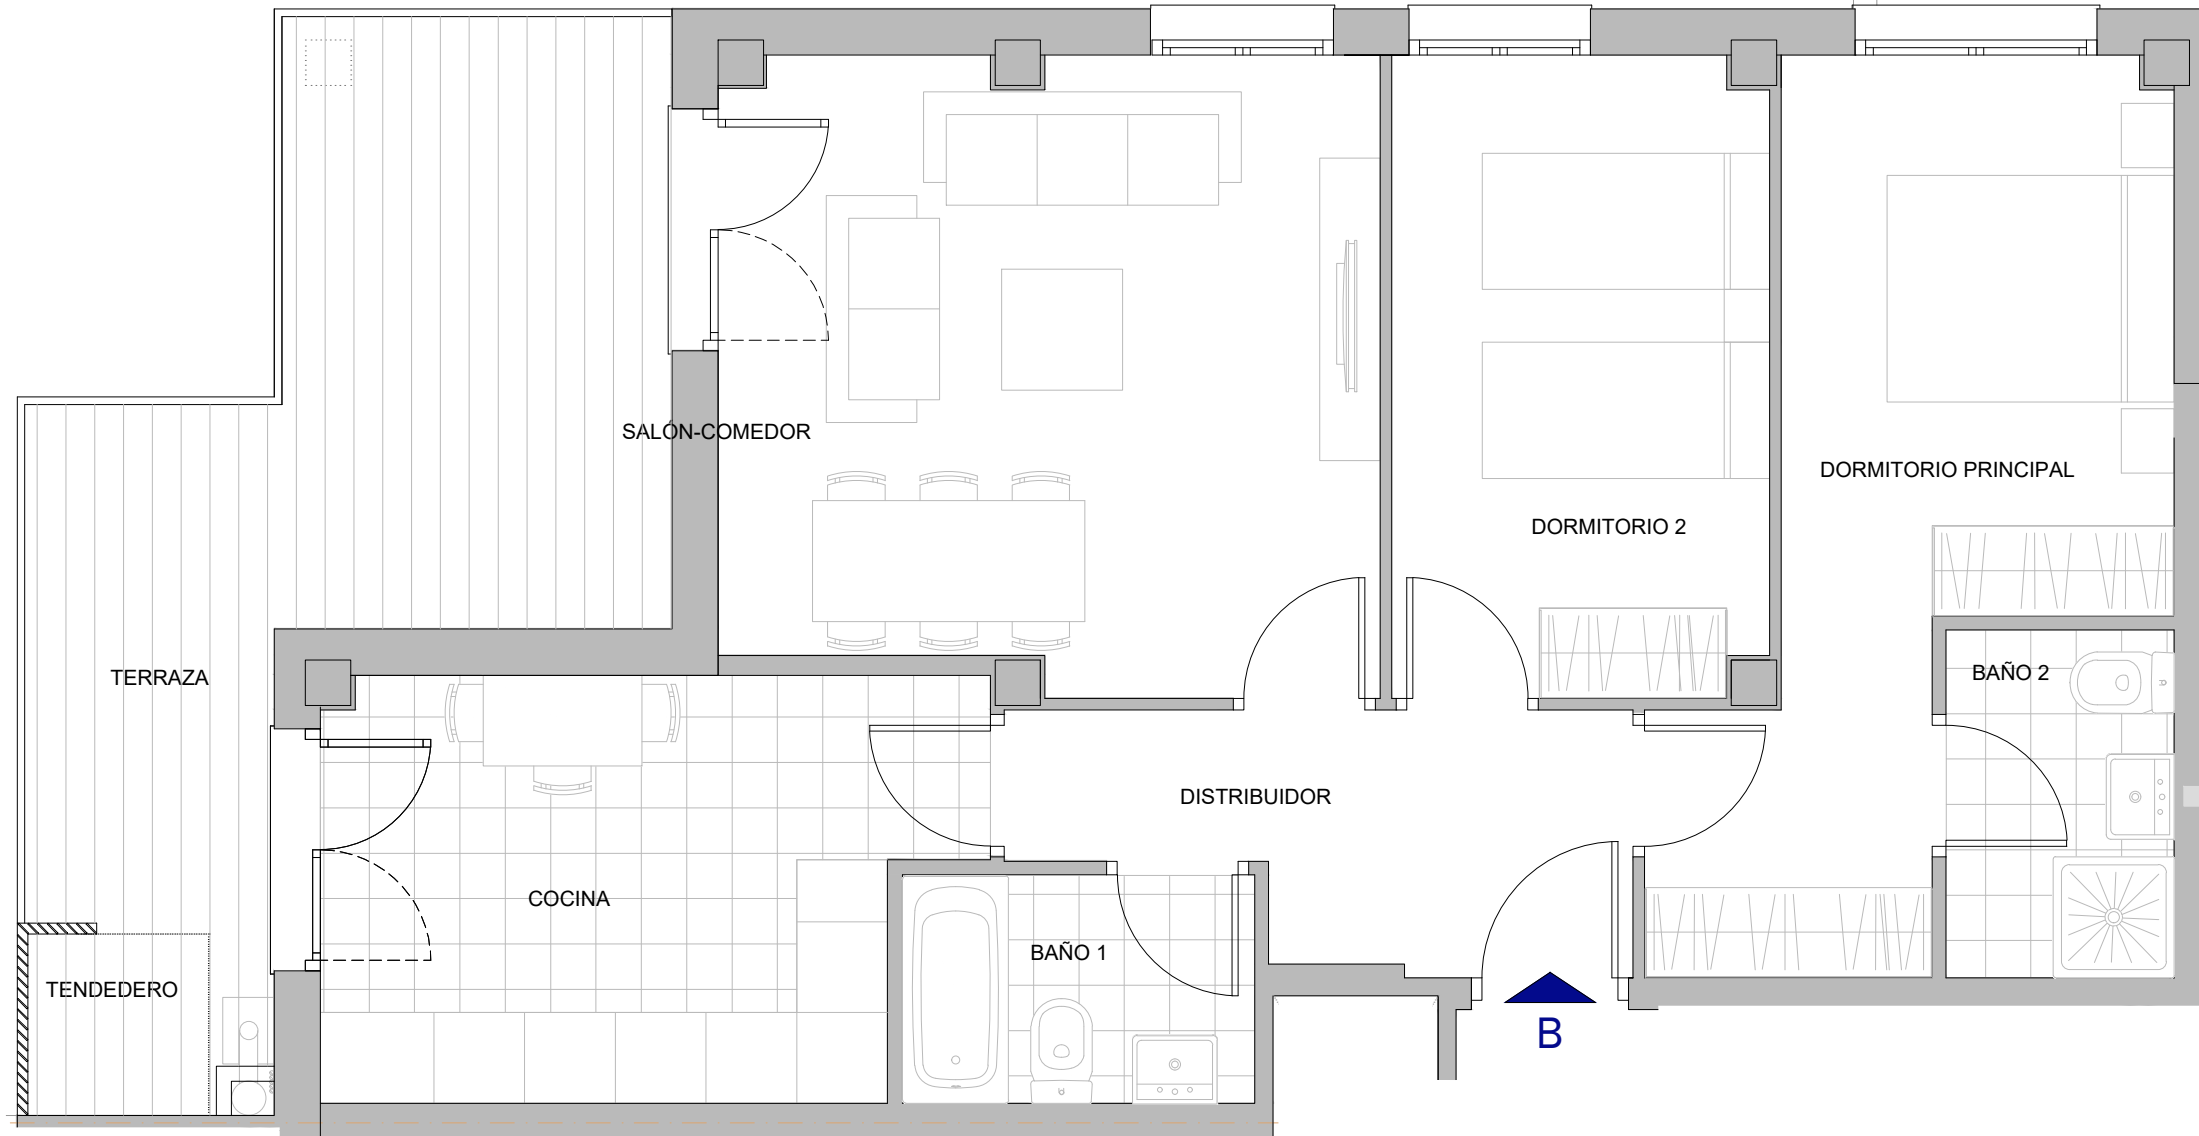 SALÓN-COMEDOR
DORMITORIO PRINCIPAL
DORMITORIO 2
TERRAZA
BAÑO 2
DISTRIBUIDOR
COCINA
BAÑO 1
TENDEDERO
B